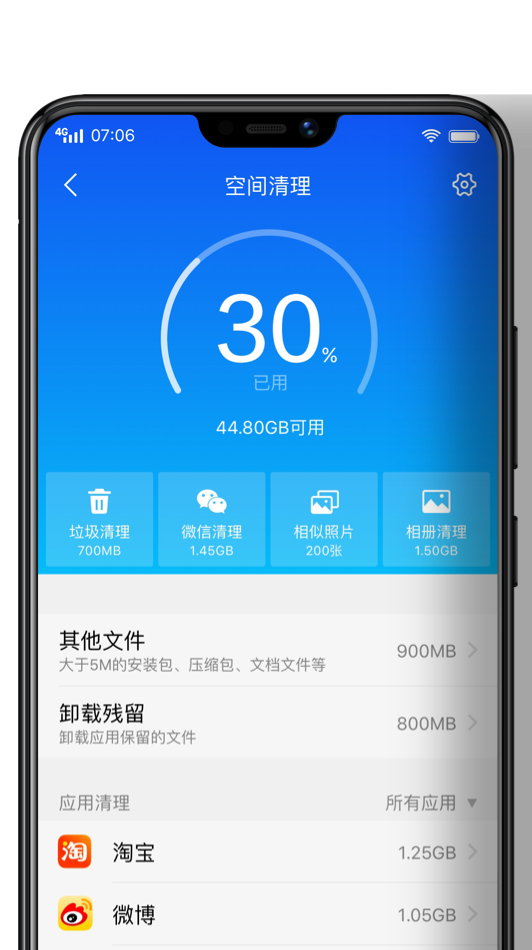 4G 07:06
空间清理
30%
已用
44.80GB可用
垃圾清理 微信清理 相似照片 相册清理
700MB 1.45GB 200张 1.50GB
其他文件 900MB
大于5M的安装包、压缩包、文档文件等
卸载残留 800MB
卸载应用保留的文件
应用清理 所有应用
淘 淘宝 1.25GB
微博 1.05GB